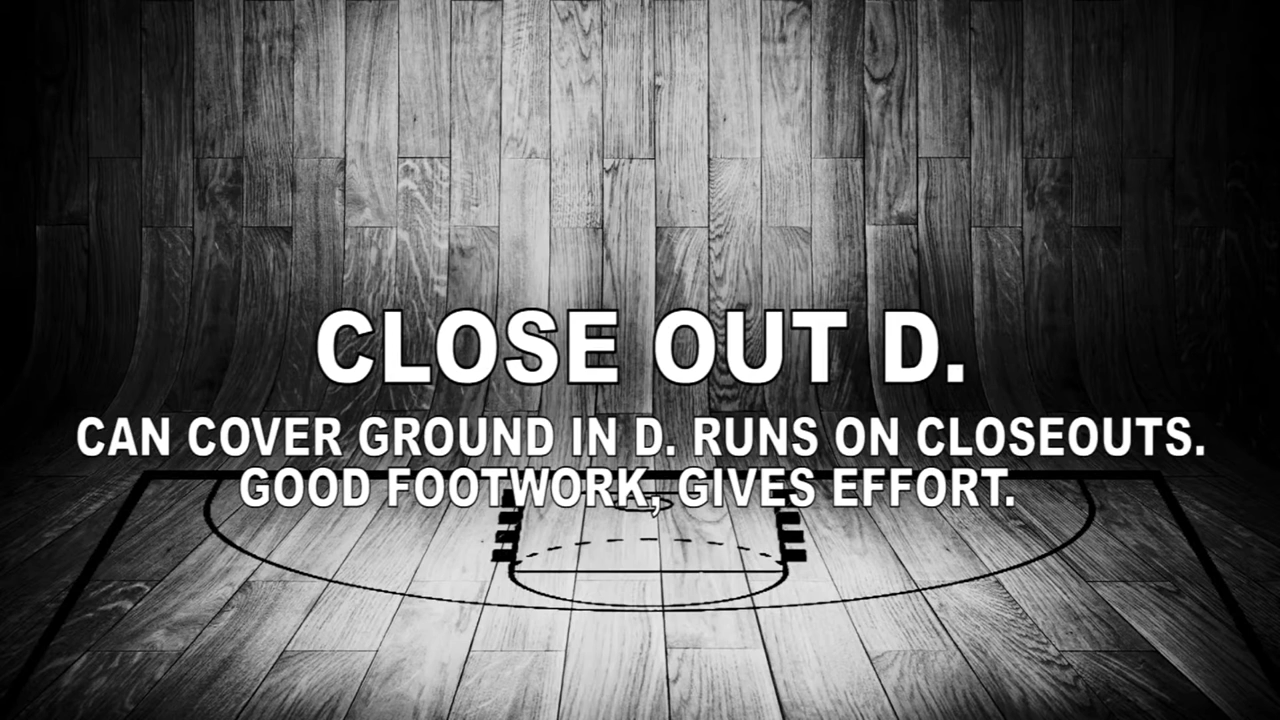 CLOSE OUT D.
CAN COVER GROUND IN D. RUNS ON CLOSEOUTS.
GOOD FOOTWORK, GIVES EFFORT.